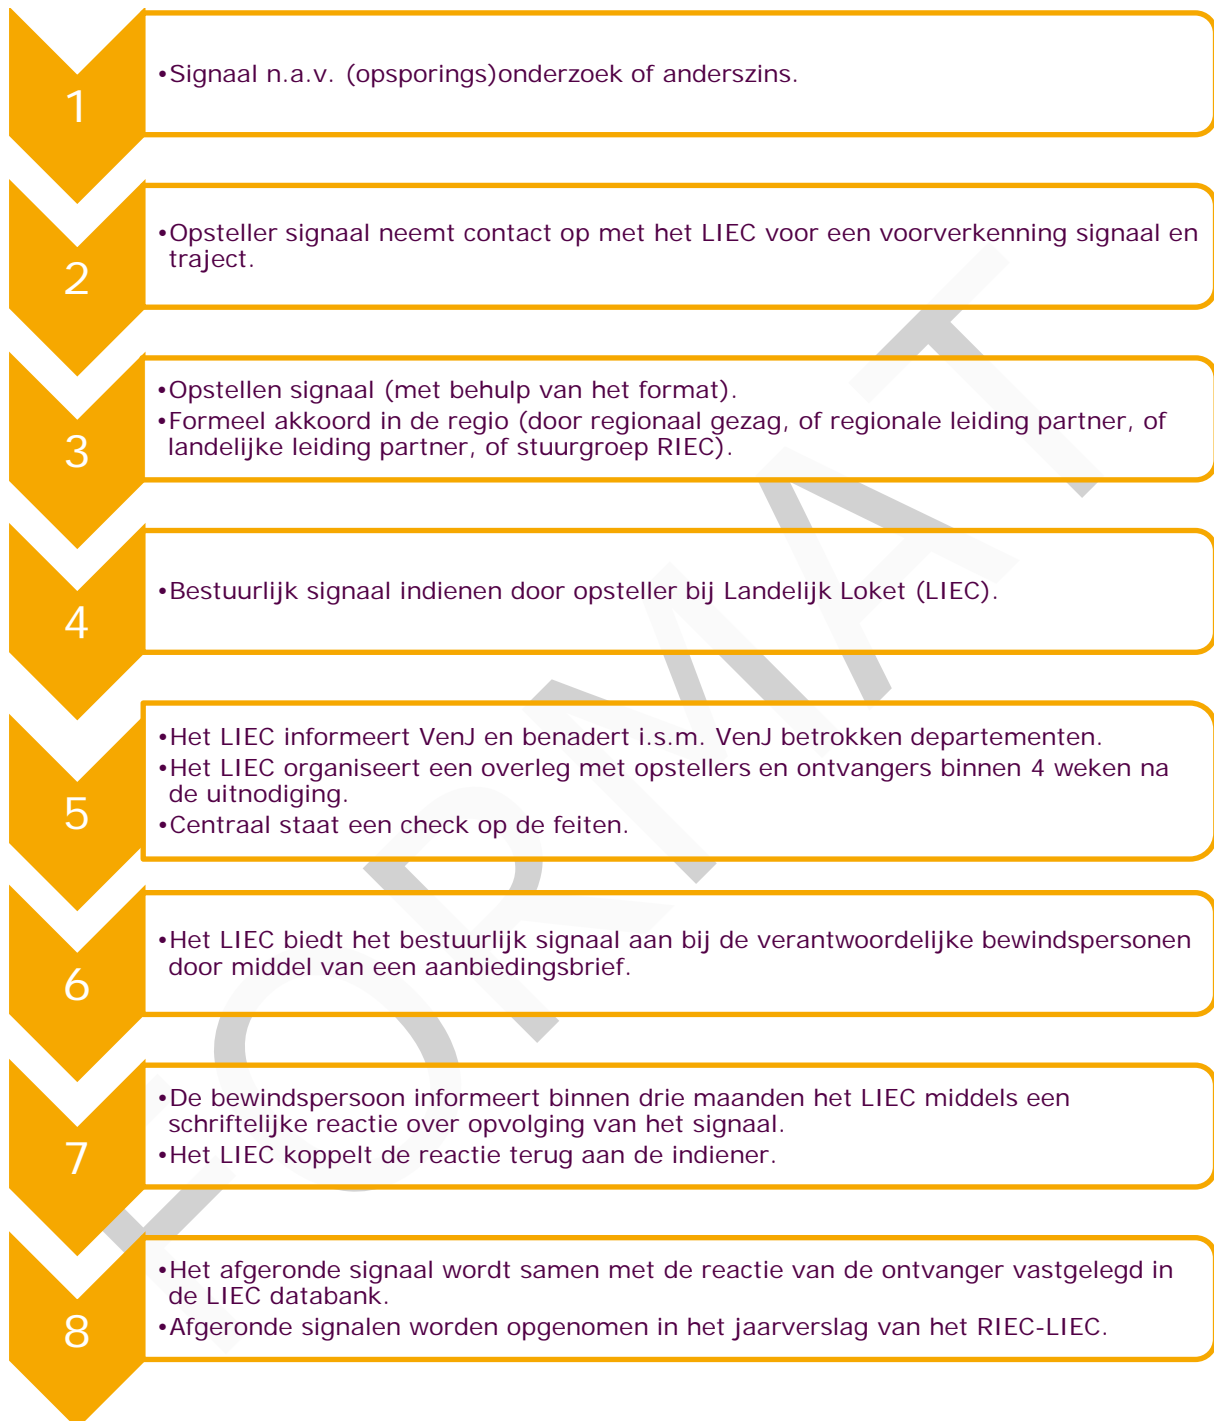 1
•Signaal n.a.v. (opsporings)onderzoek of anderszins.
2
•Opsteller signaal neemt contact op met het LIEC voor een voorverkenning signaal en
traject.
3
•Opstellen signaal (met behulp van het format).
•Formeel akkoord in de regio (door regionaal gezag, of regionale leiding partner, of
landelijke leiding partner, of stuurgroep RIEC).
4
•Bestuurlijk signaal indienen door opsteller bij Landelijk Loket (LIEC).
5
•Het LIEC informeert VenJ en benadert i.s.m. VenJ betrokken departementen.
•Het LIEC organiseert een overleg met opstellers en ontvangers binnen 4 weken na
de uitnodiging.
•Centraal staat een check op de feiten.
6
•Het LIEC biedt het bestuurlijk signaal aan bij de verantwoordelijke bewindspersonen
door middel van een aanbiedingsbrief.
7
•De bewindspersoon informeert binnen drie maanden het LIEC middels een
schriftelijke reactie over opvolging van het signaal.
•Het LIEC koppelt de reactie terug aan de indiener.
8
•Het afgeronde signaal wordt samen met de reactie van de ontvanger vastgelegd in
de LIEC databank.
•Afgeronde signalen worden opgenomen in het jaarverslag van het RIEC-LIEC.
FORMAT